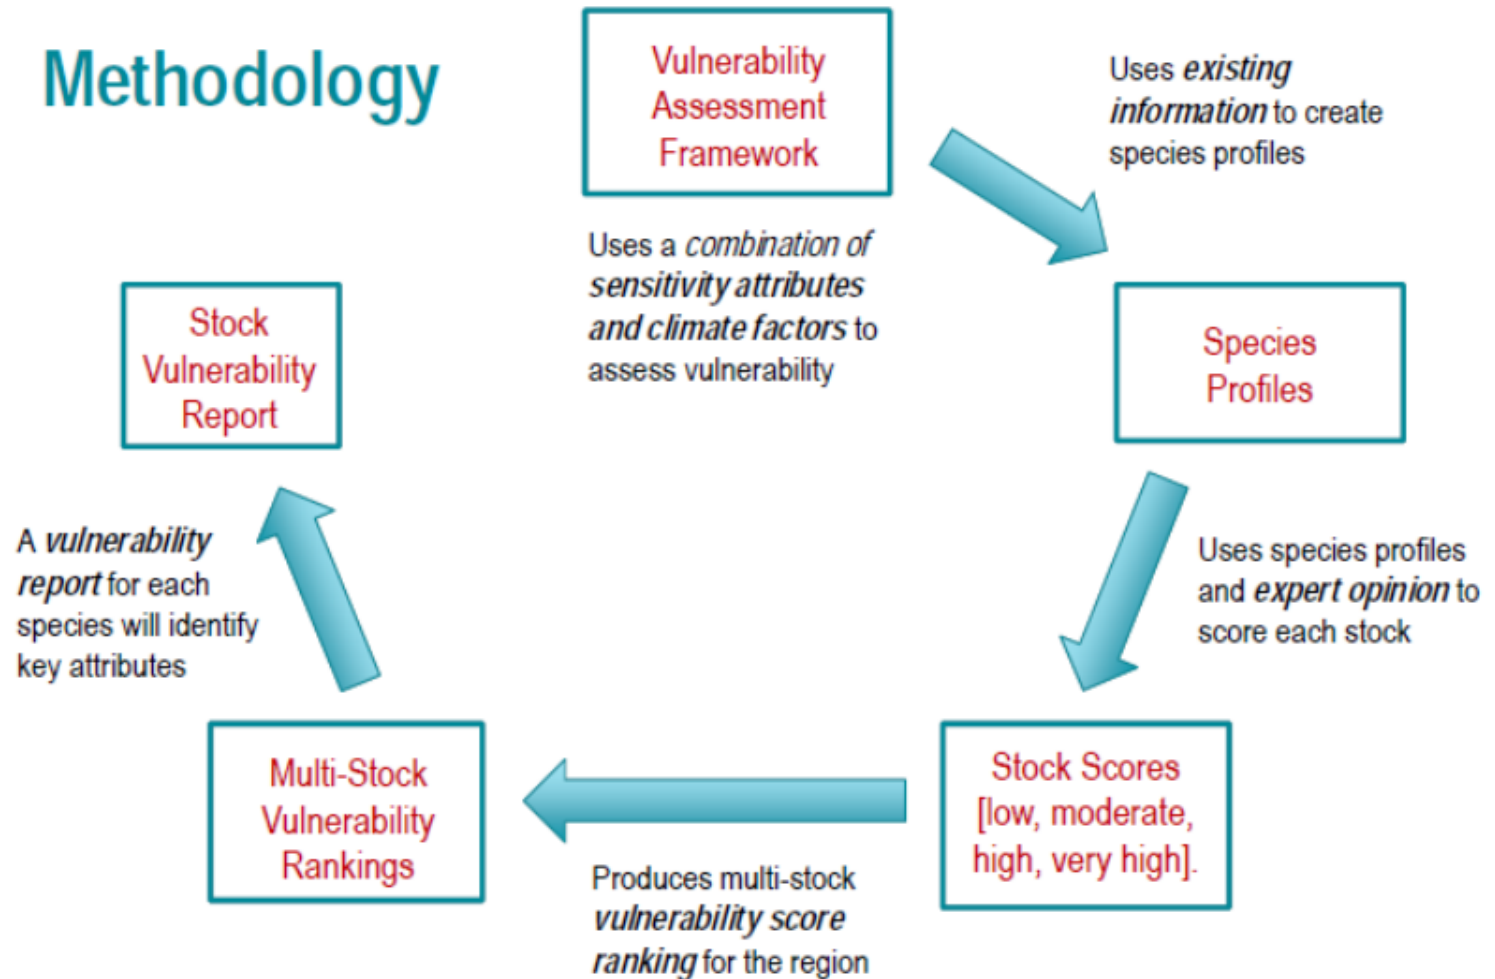 Methodology
Vulnerability
Assessment
Framework
Uses a combination of
sensitivity attributes
and climate factors to
assess vulnerability
Uses existing
information to create
species profiles
Species
Profiles
Uses species profiles
and expert opinion to
score each stock
Stock Scores
[low, moderate,
high, very high].
Produces multi-stock
vulnerability score
ranking for the region
Multi-Stock
Vulnerability
Rankings
A vulnerability
report for each
species will identify
key attributes
Stock
Vulnerability
Report